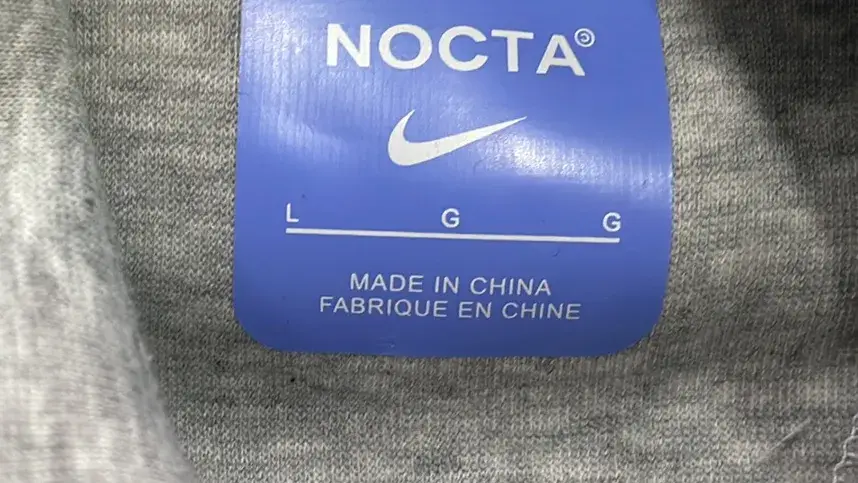 NOCTA©
L G G
MADE IN CHINA
FABRIQUE EN CHINE